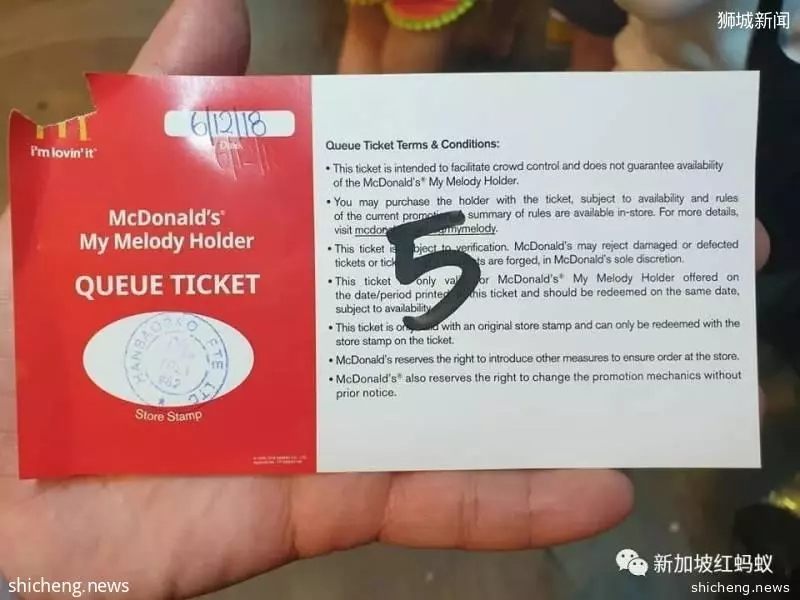 狮城新闻
6/12/18
Date
i'm lovin' it®
McDonald's®
My Melody Holder
QUEUE TICKET
HANBAOBAO PTE LTD
Store Stamp
Queue Ticket Terms & Conditions:
• This ticket is intended to facilitate crowd control and does not guarantee availability
of the McDonald's® My Melody Holder.
• You may purchase the holder with the ticket, subject to availability and rules
of the current summary of rules are available in-store. For more details,
visit
• This ticket is subject to verification. McDonald's may reject damaged or defected
tickets or are forged, in McDonald's sole discretion.
• This ticket only for McDonald's® My Melody Holder offered on
the date/period printed this ticket and should be redeemed on the same date,
subject to availability
• This ticket is with an original store stamp and can only be redeemed with the
store stamp on the ticket.
• McDonald's reserves the right to introduce other measures to ensure order at the store.
• McDonald's® also reserves the right to change the promotion mechanics without
prior notice.
5
新加坡红蚂蚁
shicheng.news
shicheng.news